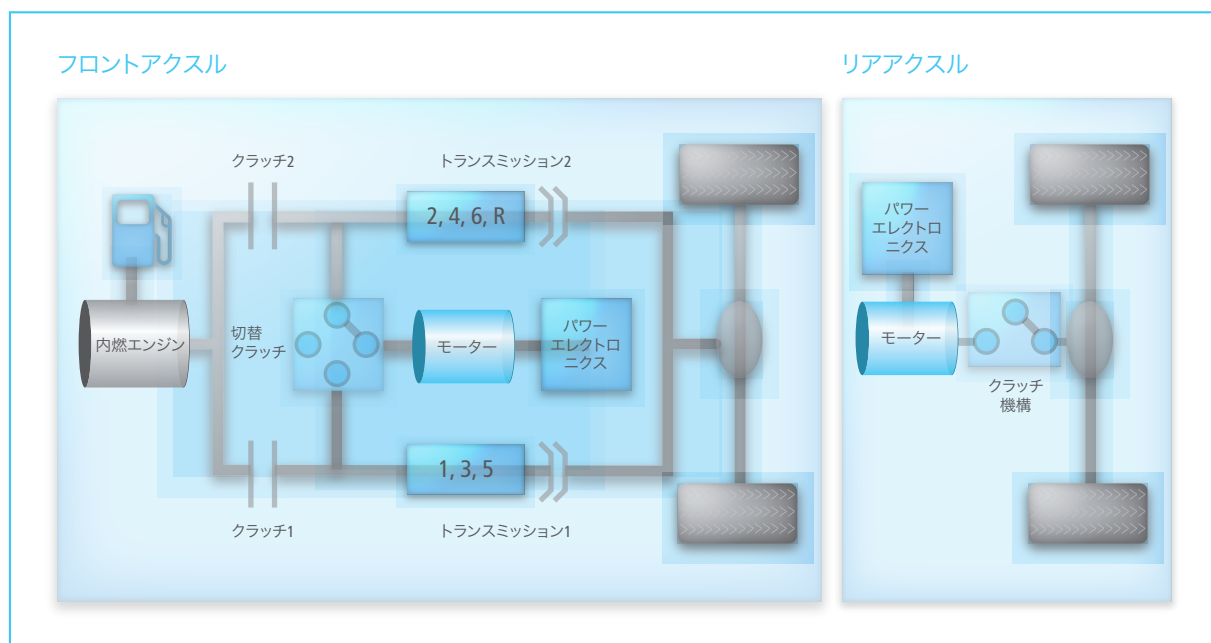 フロントアクスル
クラッチ2
トランスミッション2
2, 4, 6, R
内燃エンジン
切替
クラッチ
モーター
パワー
エレクトロ
ニクス
1, 3, 5
クラッチ1
トランスミッション1
リアアクスル
パワー
エレクトロ
ニクス
モーター
クラッチ
機構